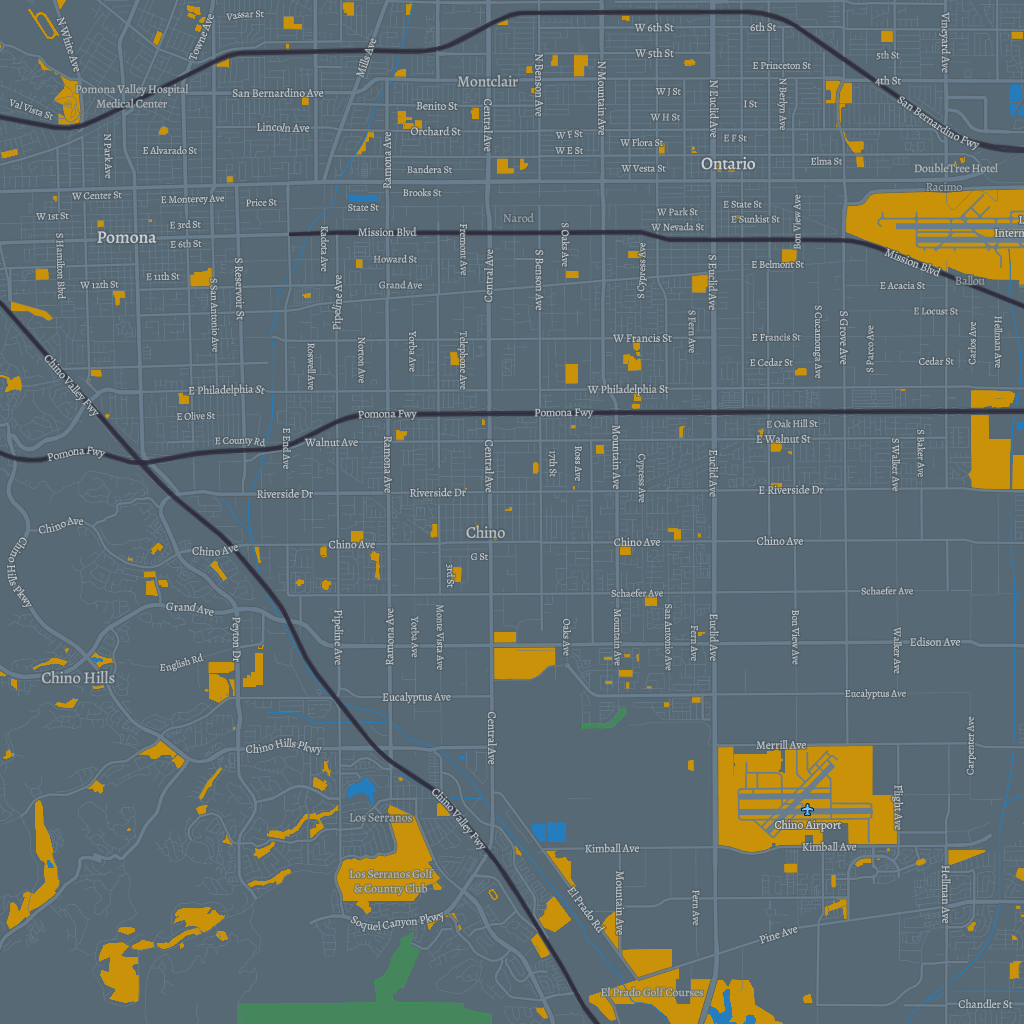 Vassar St
W 6th St
6th St
N White Ave
Towne Ave
Mills Ave
Vineyard Ave
W 5th St
5th St
E Princeton St
Montclair
N Benson Ave
N Mountain Ave
4th St
Pomona Valley Hospital
Medical Center
San Bernardino Ave
W J St
N Euclid Ave
N Berlyn Ave
I St
Val Vista St
Benito St
Central Ave
San Bernardino Fwy
W H St
Lincoln Ave
Orchard St
W F St
E F St
N Park Ave
E Alvarado St
Ramona Ave
W E St
W Flora St
Ontario
Elma St
Bandera St
W Vesta St
DoubleTree Hotel
Racimo
W Center St
E Monterey Ave
Price St
Brooks St
State St
E State St
Bon View Ave
W 1st St
Narod
W Park St
E Sunkist St
E 3rd St
W Nevada St
Pomona
Mission Blvd
Intern
E 6th St
Kadota Ave
Fremont Ave
S Oaks Ave
S Hamilton Blvd
Howard St
Cypress Ave
E Belmont St
Mission Blvd
E 11th St
S Reservoir St
Central Ave
S Benson Ave
S Euclid Ave
W 12th St
S San Antonio Ave
Grand Ave
E Acacia St
Ballou
Pipeline Ave
S Fern Ave
S Cucamonga Ave
S Grove Ave
E Locust St
Chino Valley Fwy
Roswell Ave
Norton Ave
Yorba Ave
Telephone Ave
W Francis St
E Francis St
S Parco Ave
Carlos Ave
Hellman Ave
E Cedar St
Cedar St
E Philadelphia St
W Philadelphia St
E Olive St
Pomona Fwy
Pomona Fwy
E Oak Hill St
E County Rd
E End Ave
Walnut Ave
E Walnut St
Pomona Fwy
Ramona Ave
Central Ave
17th St
Ross Ave
Mountain Ave
Cypress Ave
Euclid Ave
S Walker Ave
S Baker Ave
Riverside Dr
Riverside Dr
E Riverside Dr
Chino Ave
Chino
Chino Ave
Chino Ave
Chino Ave
Chino Ave
Chino Hills Pkwy
G St
3rd St
Schaefer Ave
Schaefer Ave
Grand Ave
Peyton Dr
Pipeline Ave
Ramona Ave
Yorba Ave
Monte Vista Ave
Oaks Ave
Mountain Ave
San Antonio Ave
Fern Ave
Euclid Ave
Bon View Ave
Walker Ave
Edison Ave
English Rd
Chino Hills
Eucalyptus Ave
Eucalyptus Ave
Central Ave
Carpenter Ave
Chino Hills Pkwy
Merrill Ave
Chino Valley Fwy
Flight Ave
Los Serranos
Chino Airport
Kimball Ave
Kimball Ave
Los Serranos Golf
& Country Club
El Prado Rd
Mountain Ave
Fern Ave
Hellman Ave
Soquel Canyon Pkwy
Pine Ave
El Prado Golf Courses
Chandler St